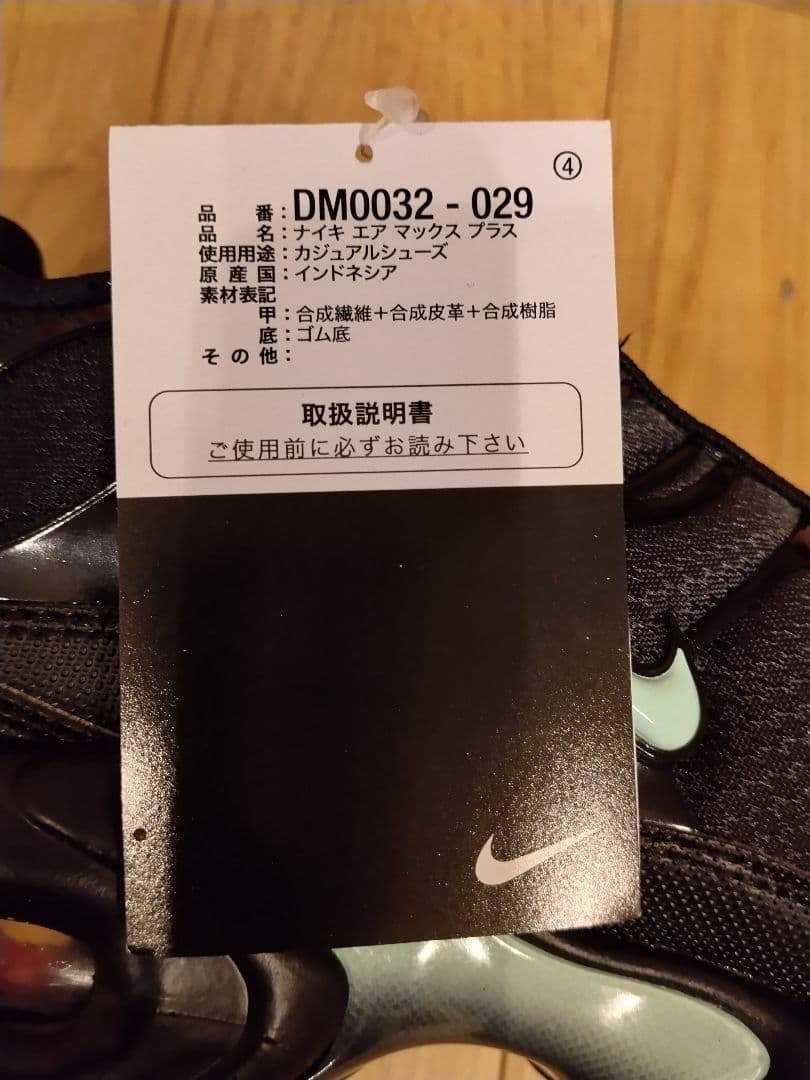 ④
品番：DM0032 - 029
品名：ナイキ エア マックス プラス
使用用途：カジュアルシューズ
原産国：インドネシア
素材表記
甲：合成繊維＋合成皮革＋合成樹脂
底：ゴム底
その他：
取扱説明書
ご使用前に必ずお読み下さい